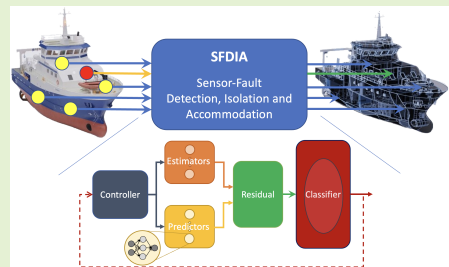 SFDIA
Sensor-Fault
Detection, Isolation and
Accommodation
Estimators
Controller
Residual
Classifier
Predictors